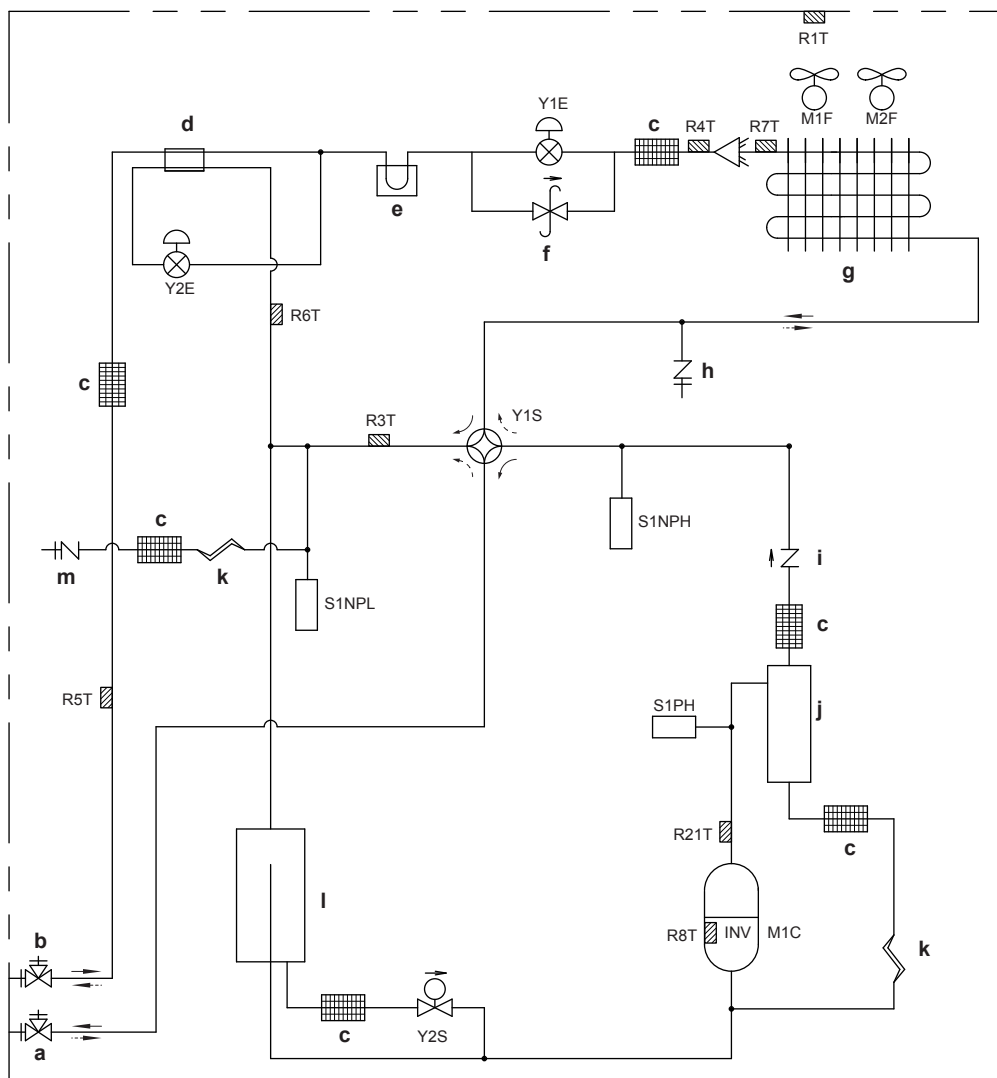 R1T
M1F
M2F
Y1E
d
c
R4T
R7T
e
f
g
Y2E
R6T
h
c
R3T
Y1S
c
S1NPH
m
k
i
S1NPL
c
R5T
S1PH
j
R21T
c
l
R8T
INV
M1C
b
k
c
Y2S
a